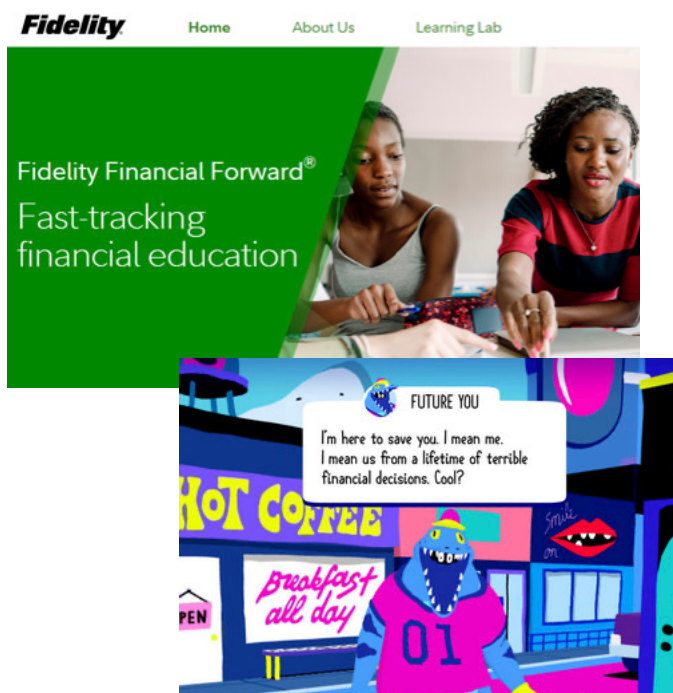 Fidelity
Home About Us Learning Lab
Fidelity Financial Forward®
Fast-tracking
financial education
FUTURE YOU
I'm here to save you. I mean me.
I mean us from a lifetime of terrible
financial decisions. Cool?
HOT COFFEE
Smile
on
Breakfast
all day
PEN
01